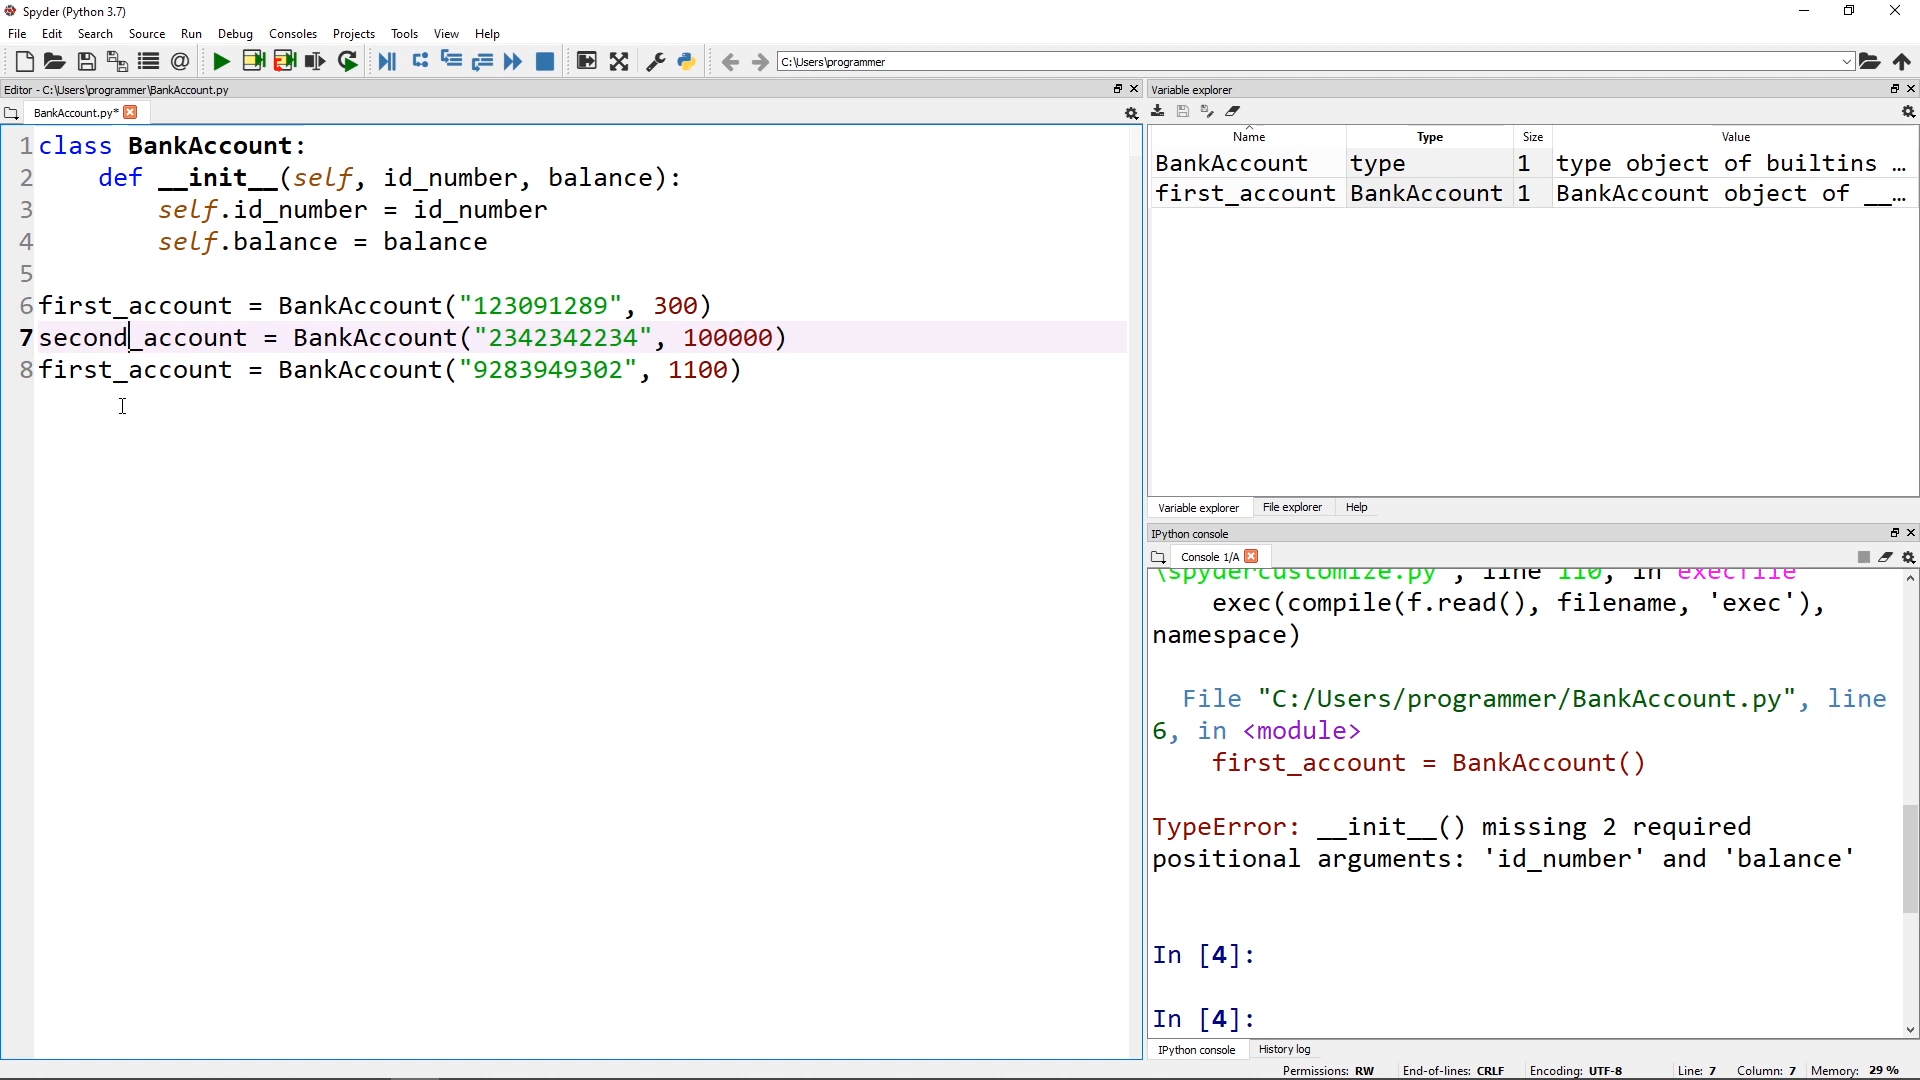 Spyder (Python 3.7)
File Edit Search Source Run Debug Consoles Projects Tools View Help
C:\Users\programmer
Editor - C:\Users\programmer\BankAccount.py
BankAccount.py*
1 class BankAccount:
2 def __init__(self, id_number, balance):
3 self.id_number = id_number
4 self.balance = balance
5
6 first_account = BankAccount("123091289", 300)
7 second_account = BankAccount("2342342234", 100000)
8 first_account = BankAccount("9283949302", 1100)
Variable explorer
Name Type Size Value
BankAccount type 1 type object of builtins ...
first_account BankAccount 1 BankAccount object of __...
Variable explorer File explorer Help
IPython console
Console 1/A
\spydercustomize.py", line 110, in execfile
exec(compile(f.read(), filename, 'exec'),
namespace)
File "C:/Users/programmer/BankAccount.py", line
6, in <module>
first_account = BankAccount()
TypeError: __init__() missing 2 required
positional arguments: 'id_number' and 'balance'
In [4]:
In [4]:
IPython console History log
Permissions: RW End-of-lines: CRLF Encoding: UTF-8 Line: 7 Column: 7 Memory: 29 %